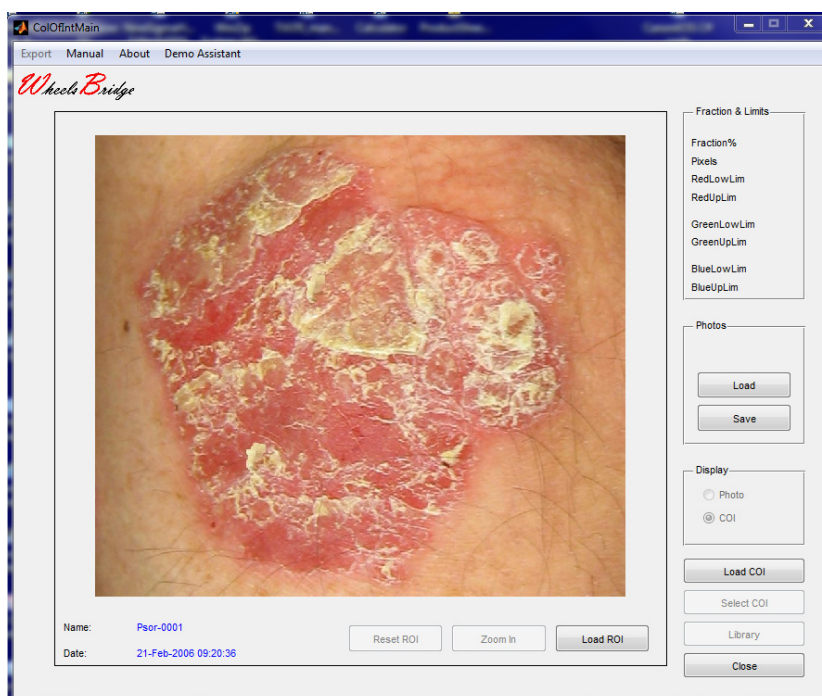 ColOfIntMain
Export Manual About Demo Assistant
WheelsBridge
Fraction & Limits
Fraction%
Pixels
RedLowLim
RedUpLim
GreenLowLim
GreenUpLim
BlueLowLim
BlueUpLim
Photos
Load
Save
Display
Photo
COI
Load COI
Select COI
Library
Close
Name: Psor-0001
Date: 21-Feb-2006 09:20:36
Reset ROI Zoom In Load ROI